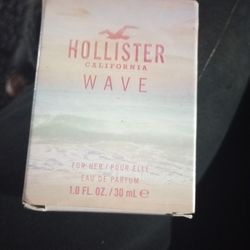 HOLLISTER
CALIFORNIA
WAVE
FOR HER / POUR ELLE
EAU DE PARFUM
1.0 FL. OZ. / 30 mL ℮